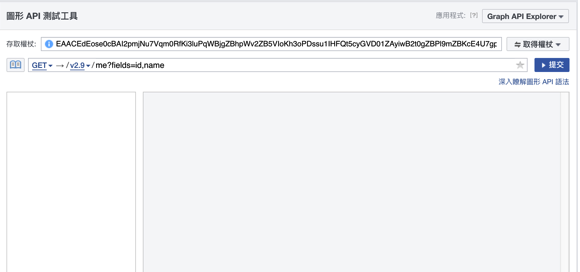 圖形 API 測試工具
應用程式: [?] Graph API Explorer
存取權杖: EAACEdEose0cBAI2pmjNu7Vqm0RfKi3IuPqWBjgZBhpWv2ZB5VIoKh3oPDssu1IHFQt5cyGVD01ZAyiwB2t0gZBPI9mZBKcE4U7gp 取得權杖
GET → / v2.9 / me?fields=id,name 提交
深入瞭解圖形 API 語法